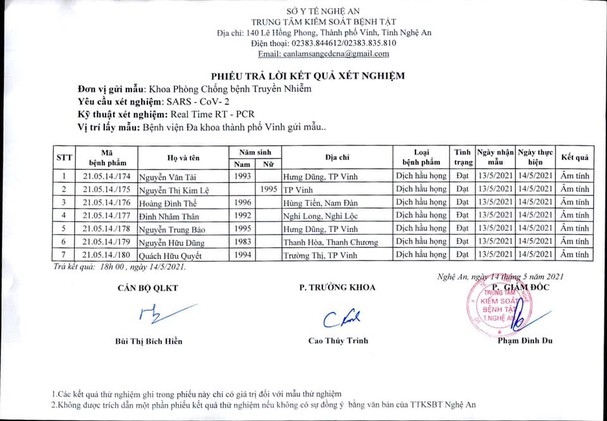 SỞ Y TẾ NGHỆ AN
TRUNG TÂM KIỂM SOÁT BỆNH TẬT
Địa chỉ: 140 Lê Hồng Phong, Thành phố Vinh, Tỉnh Nghệ An
Điện thoại: 02383.844612/02383.835.810
Email: canlamsangcdcna@gmail.com
PHIẾU TRẢ LỜI KẾT QUẢ XÉT NGHIỆM
Đơn vị gửi mẫu: Khoa Phòng Chống bệnh Truyền Nhiễm
Yêu cầu xét nghiệm: SARS - CoV- 2
Kỹ thuật xét nghiệm: Real Time RT - PCR
Vị trí lấy mẫu: Bệnh viện Đa khoa thành phố Vinh gửi mẫu..
STT Mã bệnh phẩm Họ và tên Năm sinh Nam Nữ Địa chỉ Loại bệnh phẩm Tình trạng Ngày nhận mẫu Ngày thực hiện Kết quả
1 21.05.14./174 Nguyễn Văn Tài 1993 Hưng Dũng, TP Vinh Dịch hầu họng Đạt 13/5/2021 14/5/2021 Âm tính
2 21.05.14./175 Nguyễn Thị Kim Lệ 1995 TP Vinh Dịch hầu họng Đạt 13/5/2021 14/5/2021 Âm tính
3 21.05.14./176 Hoàng Đình Thế 1996 Hùng Tiến, Nam Đàn Dịch hầu họng Đạt 13/5/2021 14/5/2021 Âm tính
4 21.05.14./177 Đinh Nhâm Thân 1992 Nghi Long, Nghi Lộc Dịch hầu họng Đạt 13/5/2021 14/5/2021 Âm tính
5 21.05.14./178 Nguyễn Trung Bảo 1995 Hưng Dũng, TP Vinh Dịch hầu họng Đạt 13/5/2021 14/5/2021 Âm tính
6 21.05.14./179 Nguyễn Hữu Dũng 1983 Thanh Hòa, Thanh Chương Dịch hầu họng Đạt 13/5/2021 14/5/2021 Âm tính
7 21.05.14./180 Quách Hữu Quyết 1994 Trường Thị, TP Vinh Dịch hầu họng Đạt 13/5/2021 14/5/2021 Âm tính
Trả kết quả: 18h 00 , ngày 14/5/2021.
Nghệ An, ngày 14 tháng 5 năm 2021
CÁN BỘ QLKT P. TRƯỞNG KHOA P. GIÁM ĐỐC
TRUNG TÂM
KIỂM SOÁT
BỆNH TẬT
T.NGHỆ AN
Bùi Thị Bích Hiền Cao Thùy Trinh Phạm Đình Du
1.Các kết quả thử nghiệm ghi trong phiếu này chỉ có giá trị đối với mẫu thử nghiệm
2.Không được trích dẫn một phần phiếu kết quả thử nghiệm nếu không có sự đồng ý bằng văn bản của TTKSBT Nghệ An